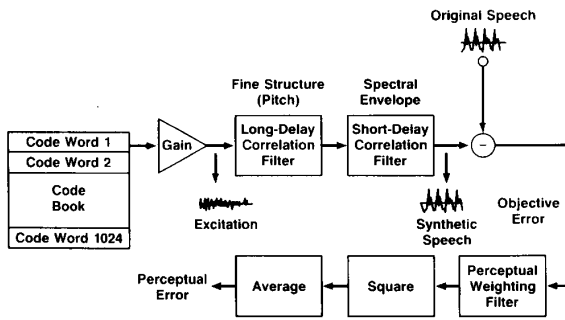 Original Speech
Fine Structure
(Pitch)
Spectral
Envelope
Code Word 1
Code Word 2
Code
Book
Code Word 1024
Gain
Long-Delay
Correlation
Filter
Short-Delay
Correlation
Filter
−
Excitation
Synthetic
Speech
Objective
Error
Perceptual
Error
Average
Square
Perceptual
Weighting
Filter